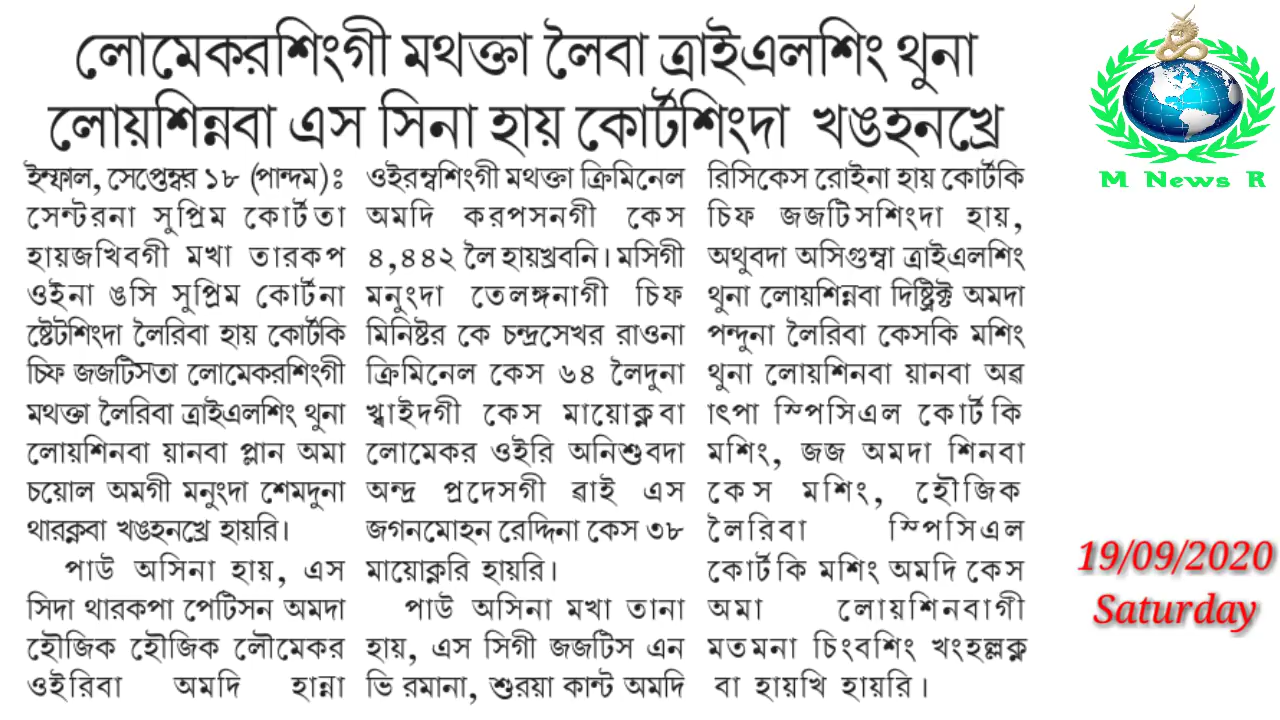 লোমেকরশিংগী মথক্তা লৈবা ত্রাইএলশিং থুনা
লোয়শিন্নবা এস সিনা হায় কোর্টশিংদা খঙহনখ্রে
ইম্ফাল, সেপ্তেম্বর ১৮ (পান্দম)ঃ
সেন্টরনা সুপ্রিম কোর্টতা
হায়জখিবগী মখা তারকপ
ওইনা ঙসি সুপ্রিম কোর্টনা
ষ্টেটশিংদা লৈরিবা হায় কোর্টকি
চিফ জজটিসতা লোমেকরশিংগী
মথক্তা লৈরিবা ত্রাইএলশিং থুনা
লোয়শিনবা য়ানবা প্লান অমা
চয়োল অমগী মনুংদা শেমদুনা
থারক্নবা খঙহনখ্রে হায়রি।
পাউ অসিনা হায়, এস
সিদা থারকপা পেটিসন অমদা
হৌজিক হৌজিক লৌমেকর
ওইরিবা অমদি হান্না
ওইরম্বশিংগী মথক্তা ক্রিমিনেল
অমদি করপসনগী কেস
৪,৪৪২ লৈ হায়খ্রবনি। মসিগী
মনুংদা তেলঙ্গনাগী চিফ
মিনিষ্টর কে চন্দ্রসেখর রাওনা
ক্রিমিনেল কেস ৬৪ লৈদুনা
খ্বাইদগী কেস মায়োক্নবা
লোমেকর ওইরি অনিশুবদা
অন্দ্র প্রদেসগী ৱাই এস
জগনমোহন রেদ্দিনা কেস ৩৮
মায়োক্নরি হায়রি।
পাউ অসিনা মখা তানা
হায়, এস সিগী জজটিস এন
ভি রমানা, শুরয়া কান্ট অমদি
রিসিকেস রোইনা হায় কোর্টকি
চিফ জজটিসশিংদা হায়,
অথুবদা অসিগুম্বা ত্রাইএলশিং
থুনা লোয়শিন্নবা দিষ্ট্রিক্ট অমদা
পন্দুনা লৈরিবা কেসকি মশিং
থুনা লোয়শিনবা য়ানবা অৱা
ৎপা স্পিসিএল কোর্ট কি
মশিং, জজ অমদা শিনবা
কেস মশিং, হৌজিক
লৈরিবা স্পিসিএল
কোর্ট কি মশিং অমদি কেস
অমা লোয়শিনবাগী
মতমনা চিংবশিং খংহল্লক্ন
বা হায়খি হায়রি।
M News R
19/09/2020
Saturday